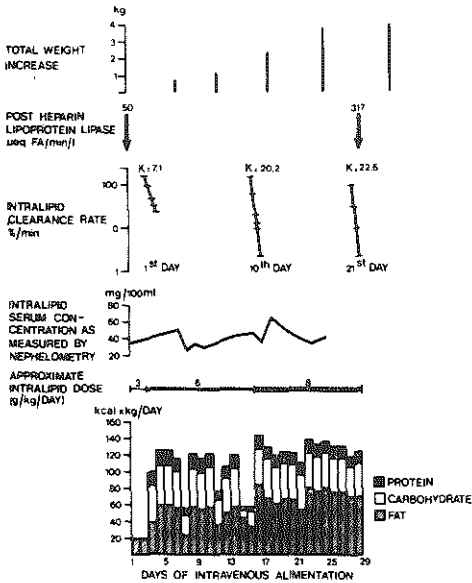 kg
4
3
2
1
TOTAL WEIGHT
INCREASE
50
317
POST HEPARIN
LIPOPROTEIN LIPASE
µeq FA/min/l
K=7.1
K=20.2
K=22.5
100
0
1
INTRALIPID
CLEARANCE RATE
%/min
1st DAY
10th DAY
21st DAY
mg/100ml
80
60
40
20
INTRALIPID
SERUM CON-
CENTRATION AS
MEASURED BY
NEPHELOMETRY
APPROXIMATE
INTRALIPID DOSE
(g/kg/DAY)
3
6
8
kcal x kg/DAY
160
140
120
100
80
60
40
20
PROTEIN
CARBOHYDRATE
FAT
1 5 9 13 17 21 25 29
DAYS OF INTRAVENOUS ALIMENTATION